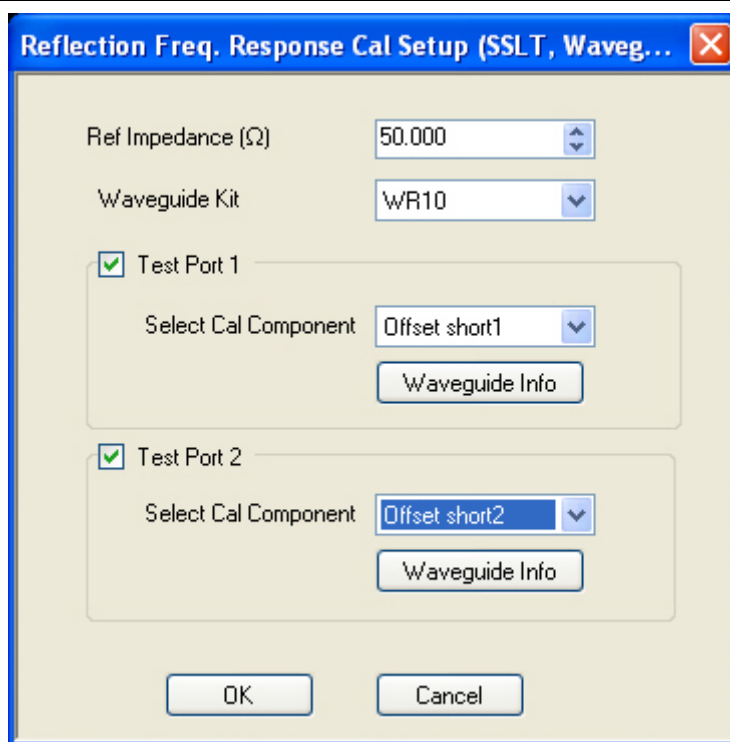 Reflection Freq. Response Cal Setup (SSLT, Waveg...
Ref Impedance (Ω) 50.000
Waveguide Kit WR10
Test Port 1
Select Cal Component Offset short1
Waveguide Info
Test Port 2
Select Cal Component Offset short2
Waveguide Info
OK Cancel